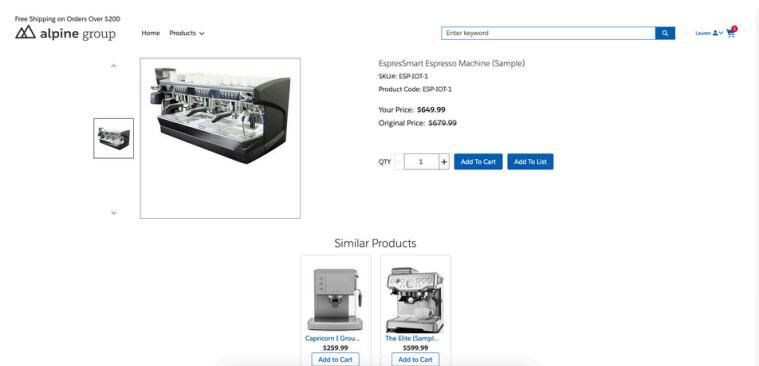 Free Shipping on Orders Over $200
alpine group
Home Products
Enter keyword
Lauren
EspresSmart Espresso Machine (Sample)
SKU#: ESP-IOT-1
Product Code: ESP-IOT-1
Your Price: $649.99
Original Price: $679.99
QTY 1 + Add To Cart Add To List
Similar Products
Capricorn I Grou... The Elite (Sampl...
$259.99 $599.99
Add to Cart Add to Cart